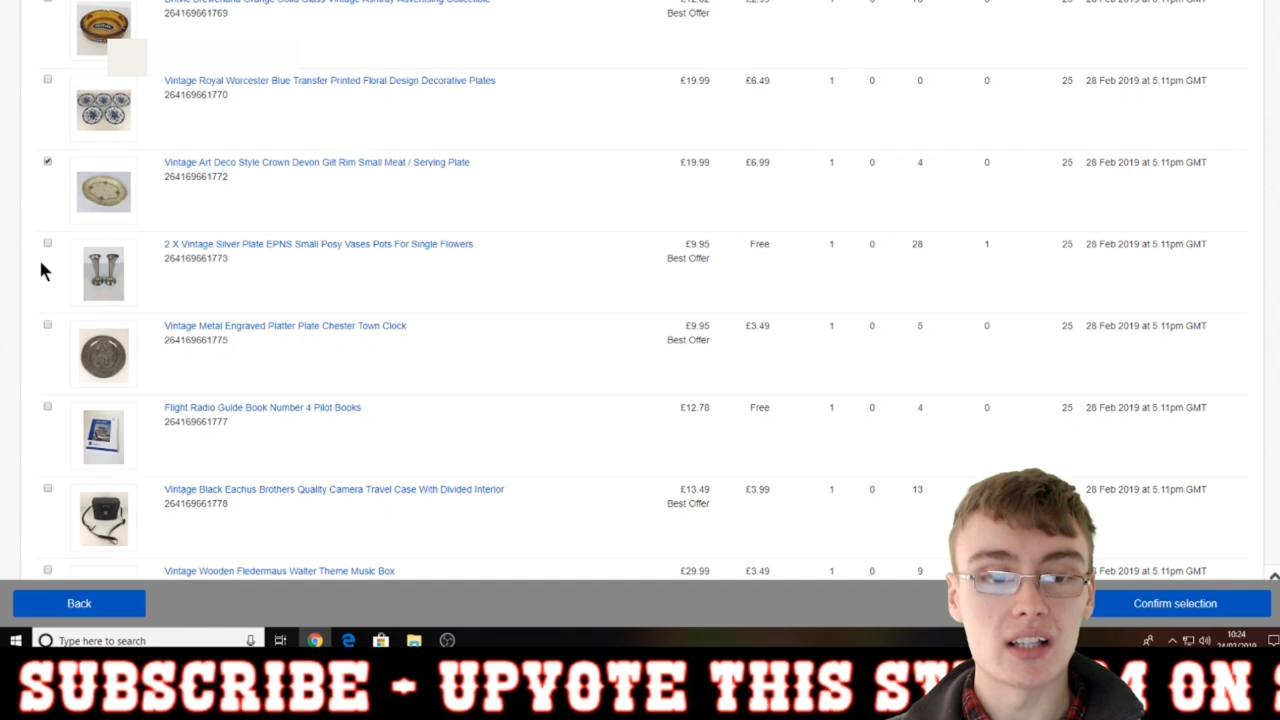 264169661769 Best Offer
Vintage Royal Worcester Blue Transfer Printed Floral Design Decorative Plates £19.99 £6.49 1 0 0 0 25 28 Feb 2019 at 5.11pm GMT
264169661770
Vintage Art Deco Style Crown Devon Gilt Rim Small Meat / Serving Plate £19.99 £6.99 1 0 4 0 25 28 Feb 2019 at 5.11pm GMT
264169661772
2 X Vintage Silver Plate EPNS Small Posy Vases Pots For Single Flowers £9.95 Free 1 0 28 1 25 28 Feb 2019 at 5.11pm GMT
264169661773 Best Offer
Vintage Metal Engraved Platter Plate Chester Town Clock £9.95 £3.49 1 0 5 0 25 28 Feb 2019 at 5.11pm GMT
264169661775 Best Offer
Flight Radio Guide Book Number 4 Pilot Books £12.78 Free 1 0 4 0 25 28 Feb 2019 at 5.11pm GMT
264169661777
Vintage Black Eachus Brothers Quality Camera Travel Case With Divided Interior £13.49 £3.99 1 0 13 28 Feb 2019 at 5.11pm GMT
264169661778 Best Offer
Vintage Wooden Fledermaus Walter Theme Music Box £29.99 £3.49 1 0 9 Feb 2019 at 5.11pm GMT
Back Confirm selection
Type here to search 10:24
SUBSCRIBE - UPVOTE THIS ST M ON